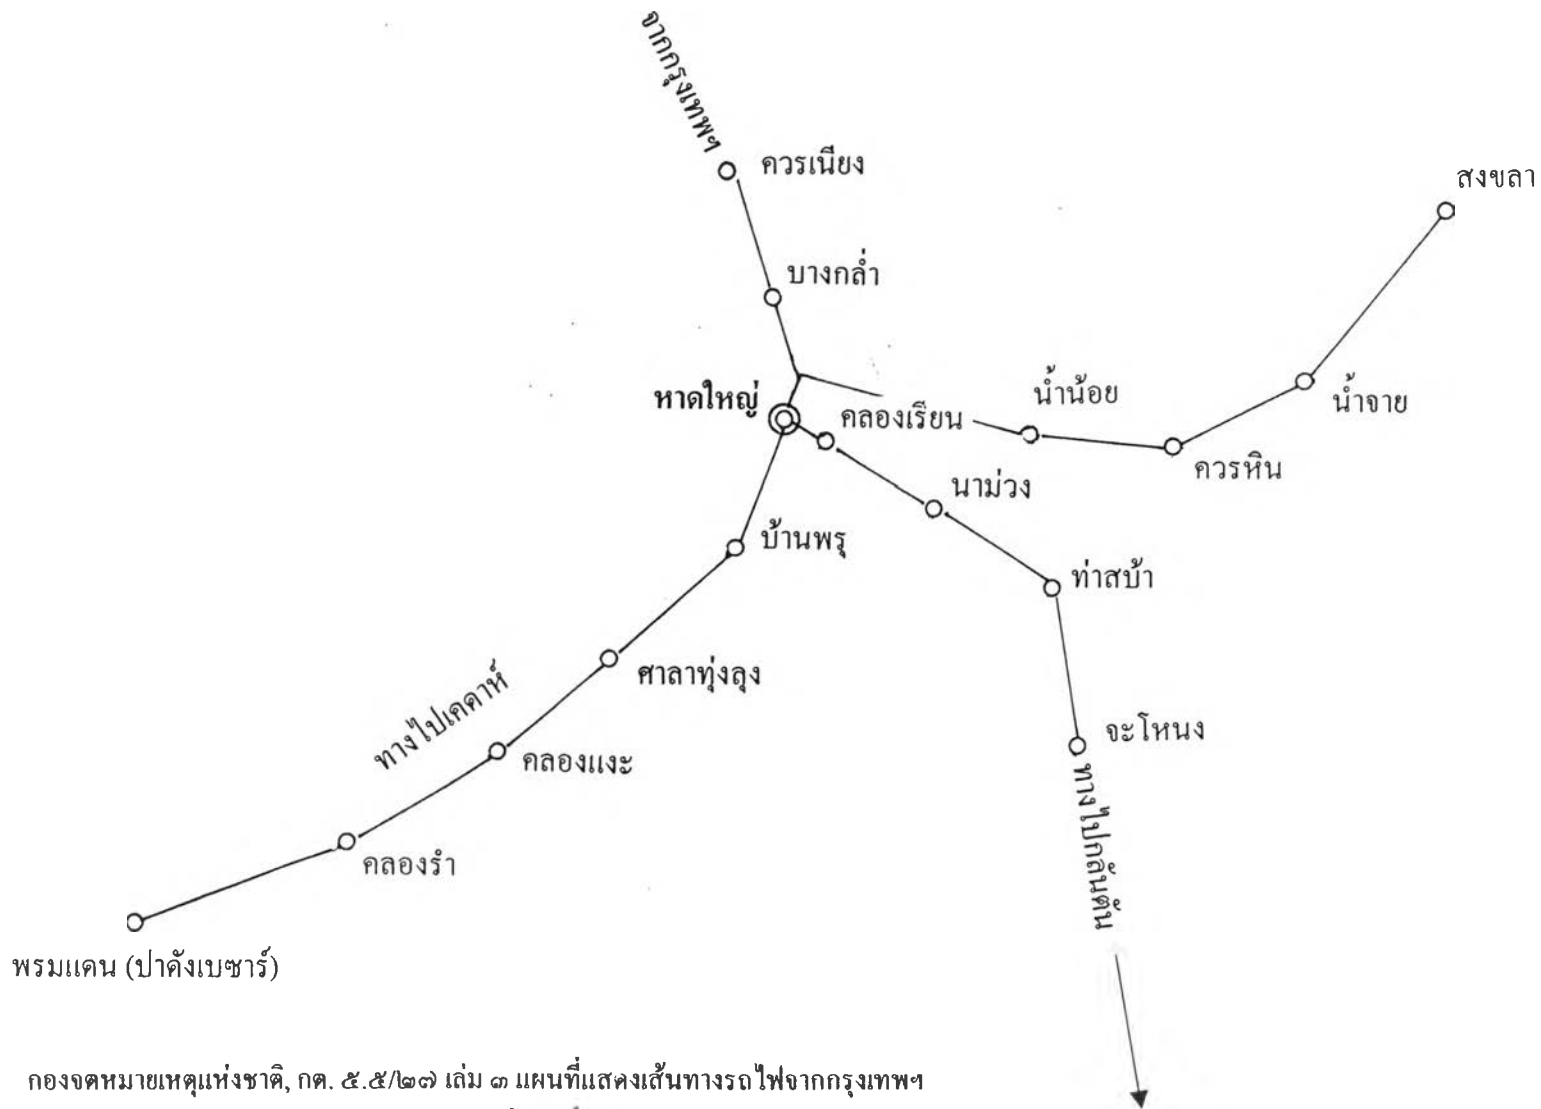 จากกรุงเทพฯ
ควรเนียง
สงขลา
บางกล่ำ
หาดใหญ่
คลองเรียน
น้ำน้อย
น้ำจาย
ควรหิน
นาม่วง
บ้านพรุ
ท่าสบ้า
ศาลาทุ่งลุง
ทางไปเคดาห์
จะโหนง
คลองแงะ
ทางไปกลันตัน
คลองรำ
พรมแดน (ปาดังเบซาร์)
กองจดหมายเหตุแห่งชาติ, กต. ๕.๕/๒๗ เล่ม ๓ แผนที่แสดงเส้นทางรถไฟจากกรุงเทพฯ